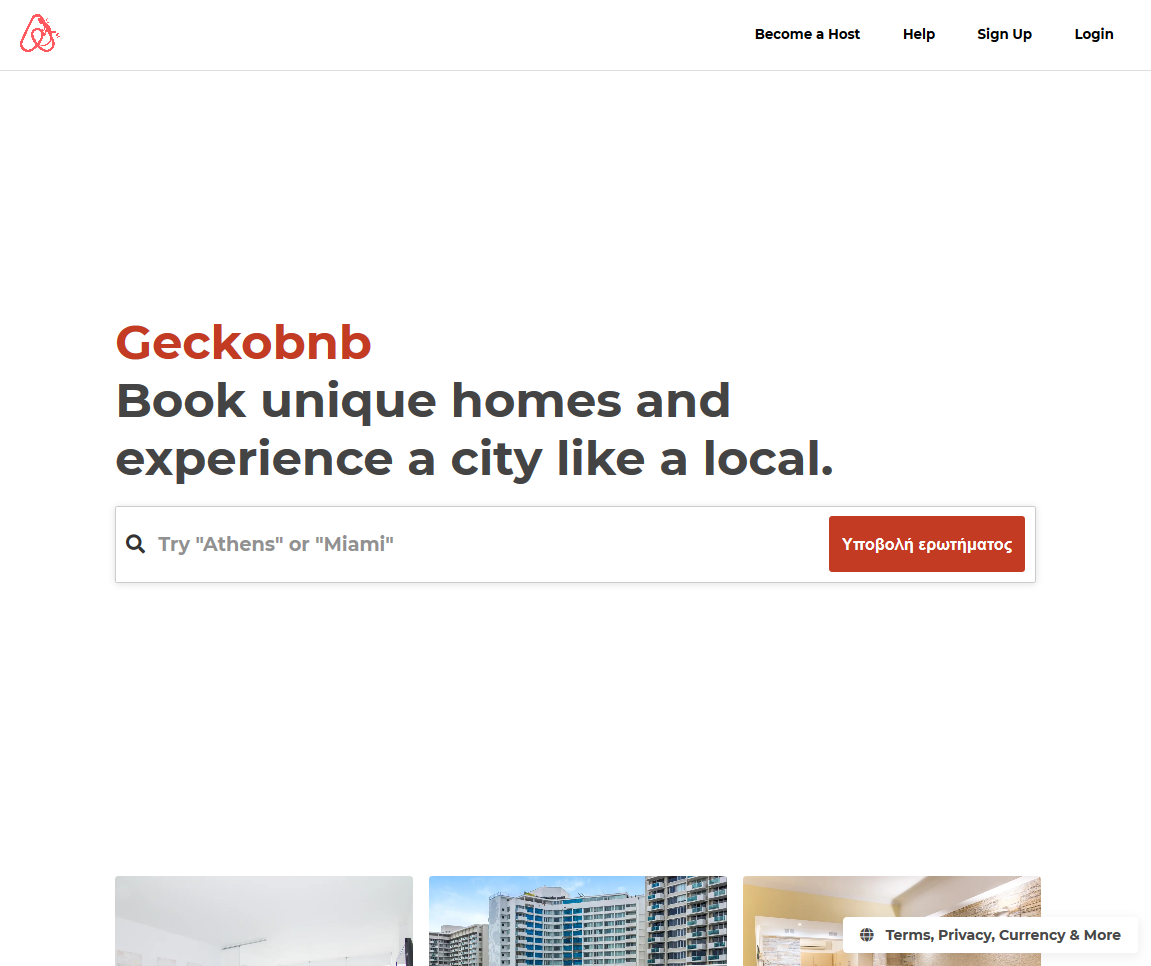 Become a Host
Help
Sign Up
Login
Geckobnb
Book unique homes and
experience a city like a local.
Try "Athens" or "Miami"
Υποβολή ερωτήματος
Terms, Privacy, Currency & More